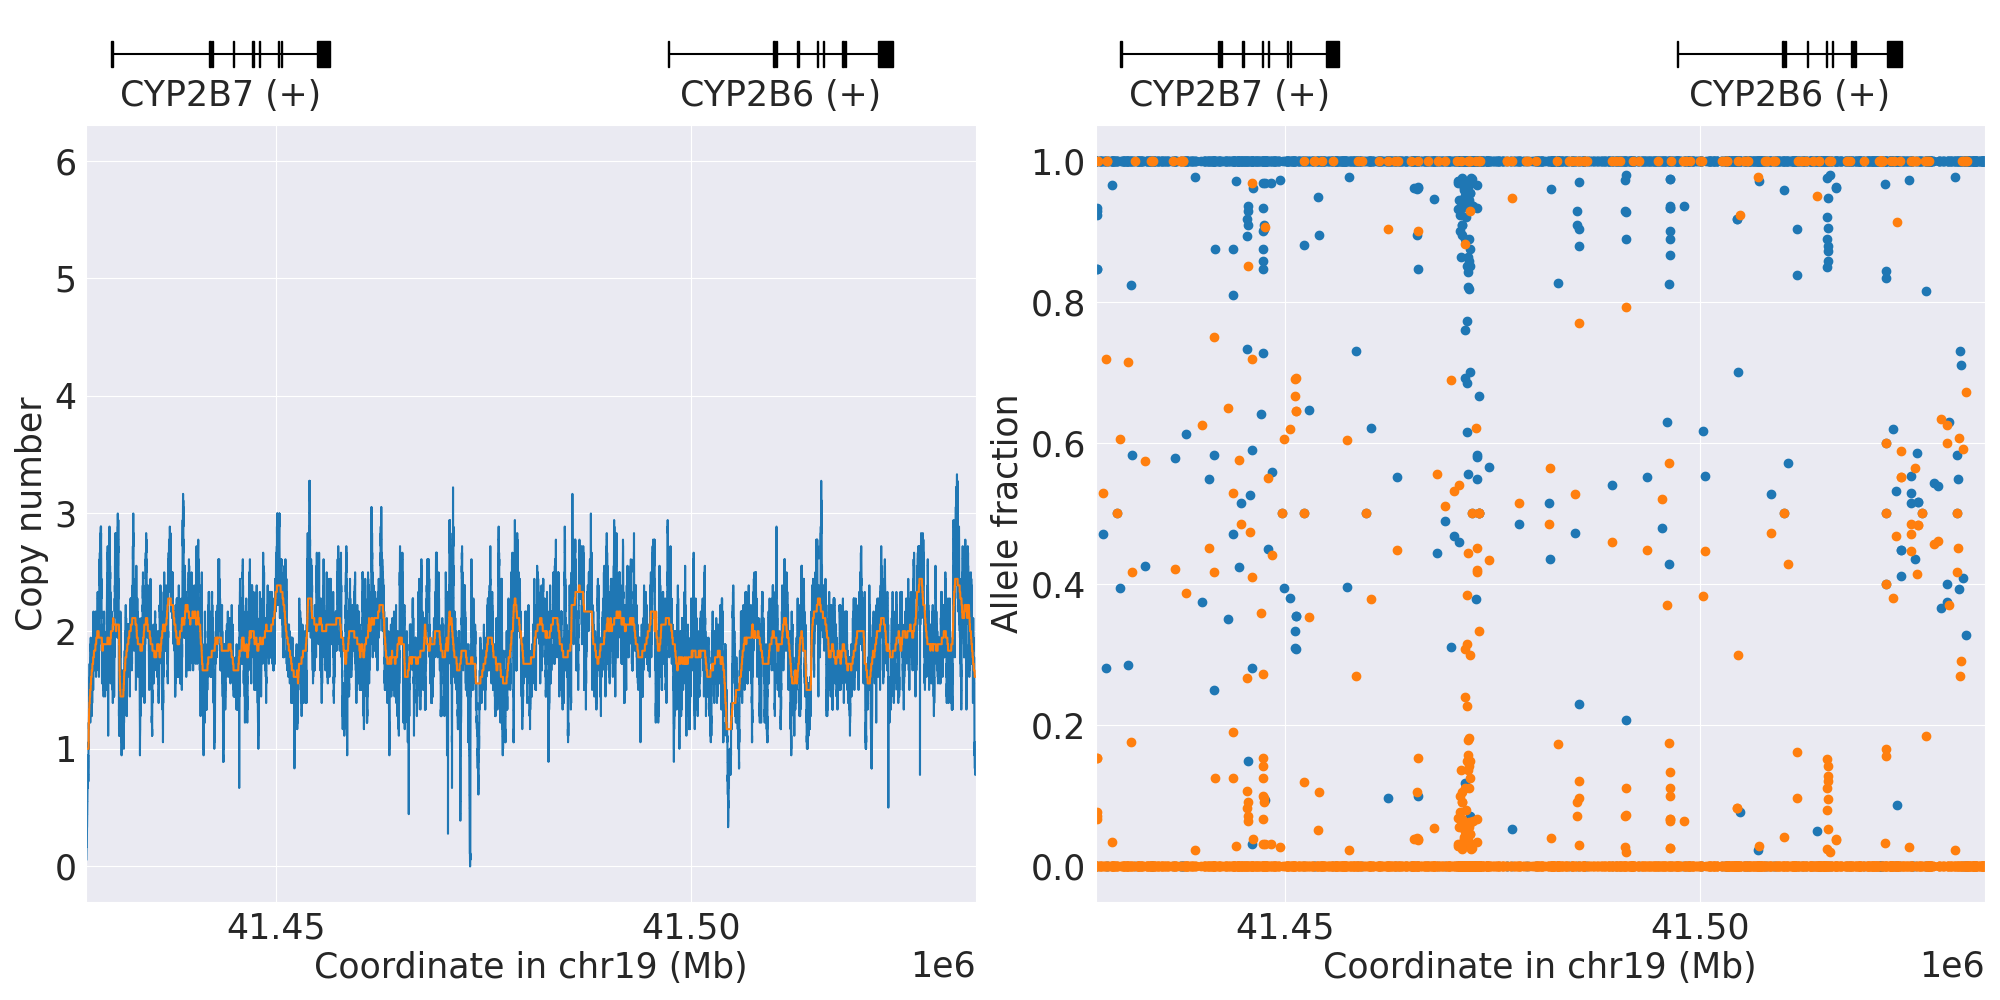 CYP2B7 (+) CYP2B6 (+)
6
5
4
3
2
1
0
Copy number
41.45 41.50
Coordinate in chr19 (Mb) 1e6
CYP2B7 (+) CYP2B6 (+)
1.0
0.8
0.6
0.4
0.2
0.0
Allele fraction
41.45 41.50
Coordinate in chr19 (Mb) 1e6